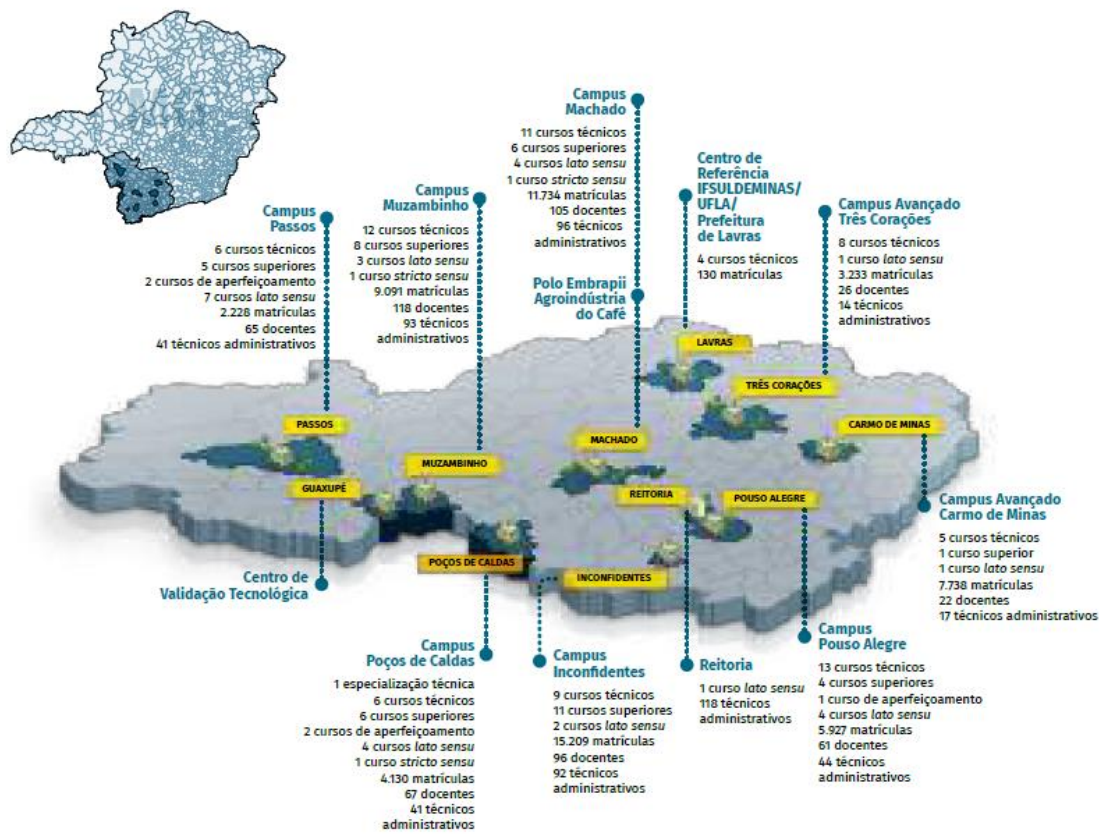 Campus
Machado
11 cursos técnicos
6 cursos superiores
4 cursos lato sensu
1 curso stricto sensu
11.734 matrículas
105 docentes
96 técnicos
administrativos
Polo Embrapii
Agroindústria
do Café
Centro de
Referência
IFSULDEMINAS/
UFLA/
Prefeitura
de Lavras
4 cursos técnicos
130 matrículas
Campus Avançado
Três Corações
8 cursos técnicos
1 curso lato sensu
3.233 matrículas
26 docentes
14 técnicos
administrativos
Campus
Muzambinho
12 cursos técnicos
8 cursos superiores
3 cursos lato sensu
1 curso stricto sensu
9.091 matrículas
118 docentes
93 técnicos
administrativos
Campus
Passos
6 cursos técnicos
5 cursos superiores
2 cursos de aperfeiçoamento
7 cursos lato sensu
2.228 matrículas
65 docentes
41 técnicos administrativos
LAVRAS
TRÊS CORAÇÕES
PASSOS
MACHADO
CARMO DE MINAS
MUZAMBINHO
GUAXUPÉ
REITORIA
POUSO ALEGRE
POÇOS DE CALDAS
INCONFIDENTES
Centro de
Validação Tecnológica
Campus Avançado
Carmo de Minas
5 cursos técnicos
1 curso superior
1 curso lato sensu
7.738 matrículas
22 docentes
17 técnicos administrativos
Campus
Poços de Caldas
1 especialização técnica
6 cursos técnicos
6 cursos superiores
2 cursos de aperfeiçoamento
4 cursos lato sensu
1 curso stricto sensu
4.130 matrículas
67 docentes
41 técnicos
administrativos
Campus
Inconfidentes
9 cursos técnicos
11 cursos superiores
2 cursos lato sensu
15.209 matrículas
96 docentes
92 técnicos
administrativos
Reitoria
1 curso lato sensu
118 técnicos
administrativos
Campus
Pouso Alegre
13 cursos técnicos
4 cursos superiores
1 curso de aperfeiçoamento
4 cursos lato sensu
5.927 matrículas
61 docentes
44 técnicos
administrativos